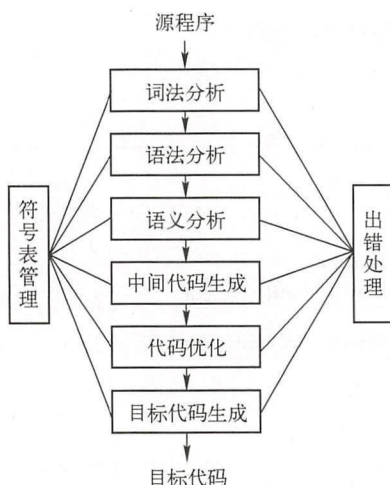 源程序
词法分析
语法分析
语义分析
符号表管理
出错处理
中间代码生成
代码优化
目标代码生成
目标代码